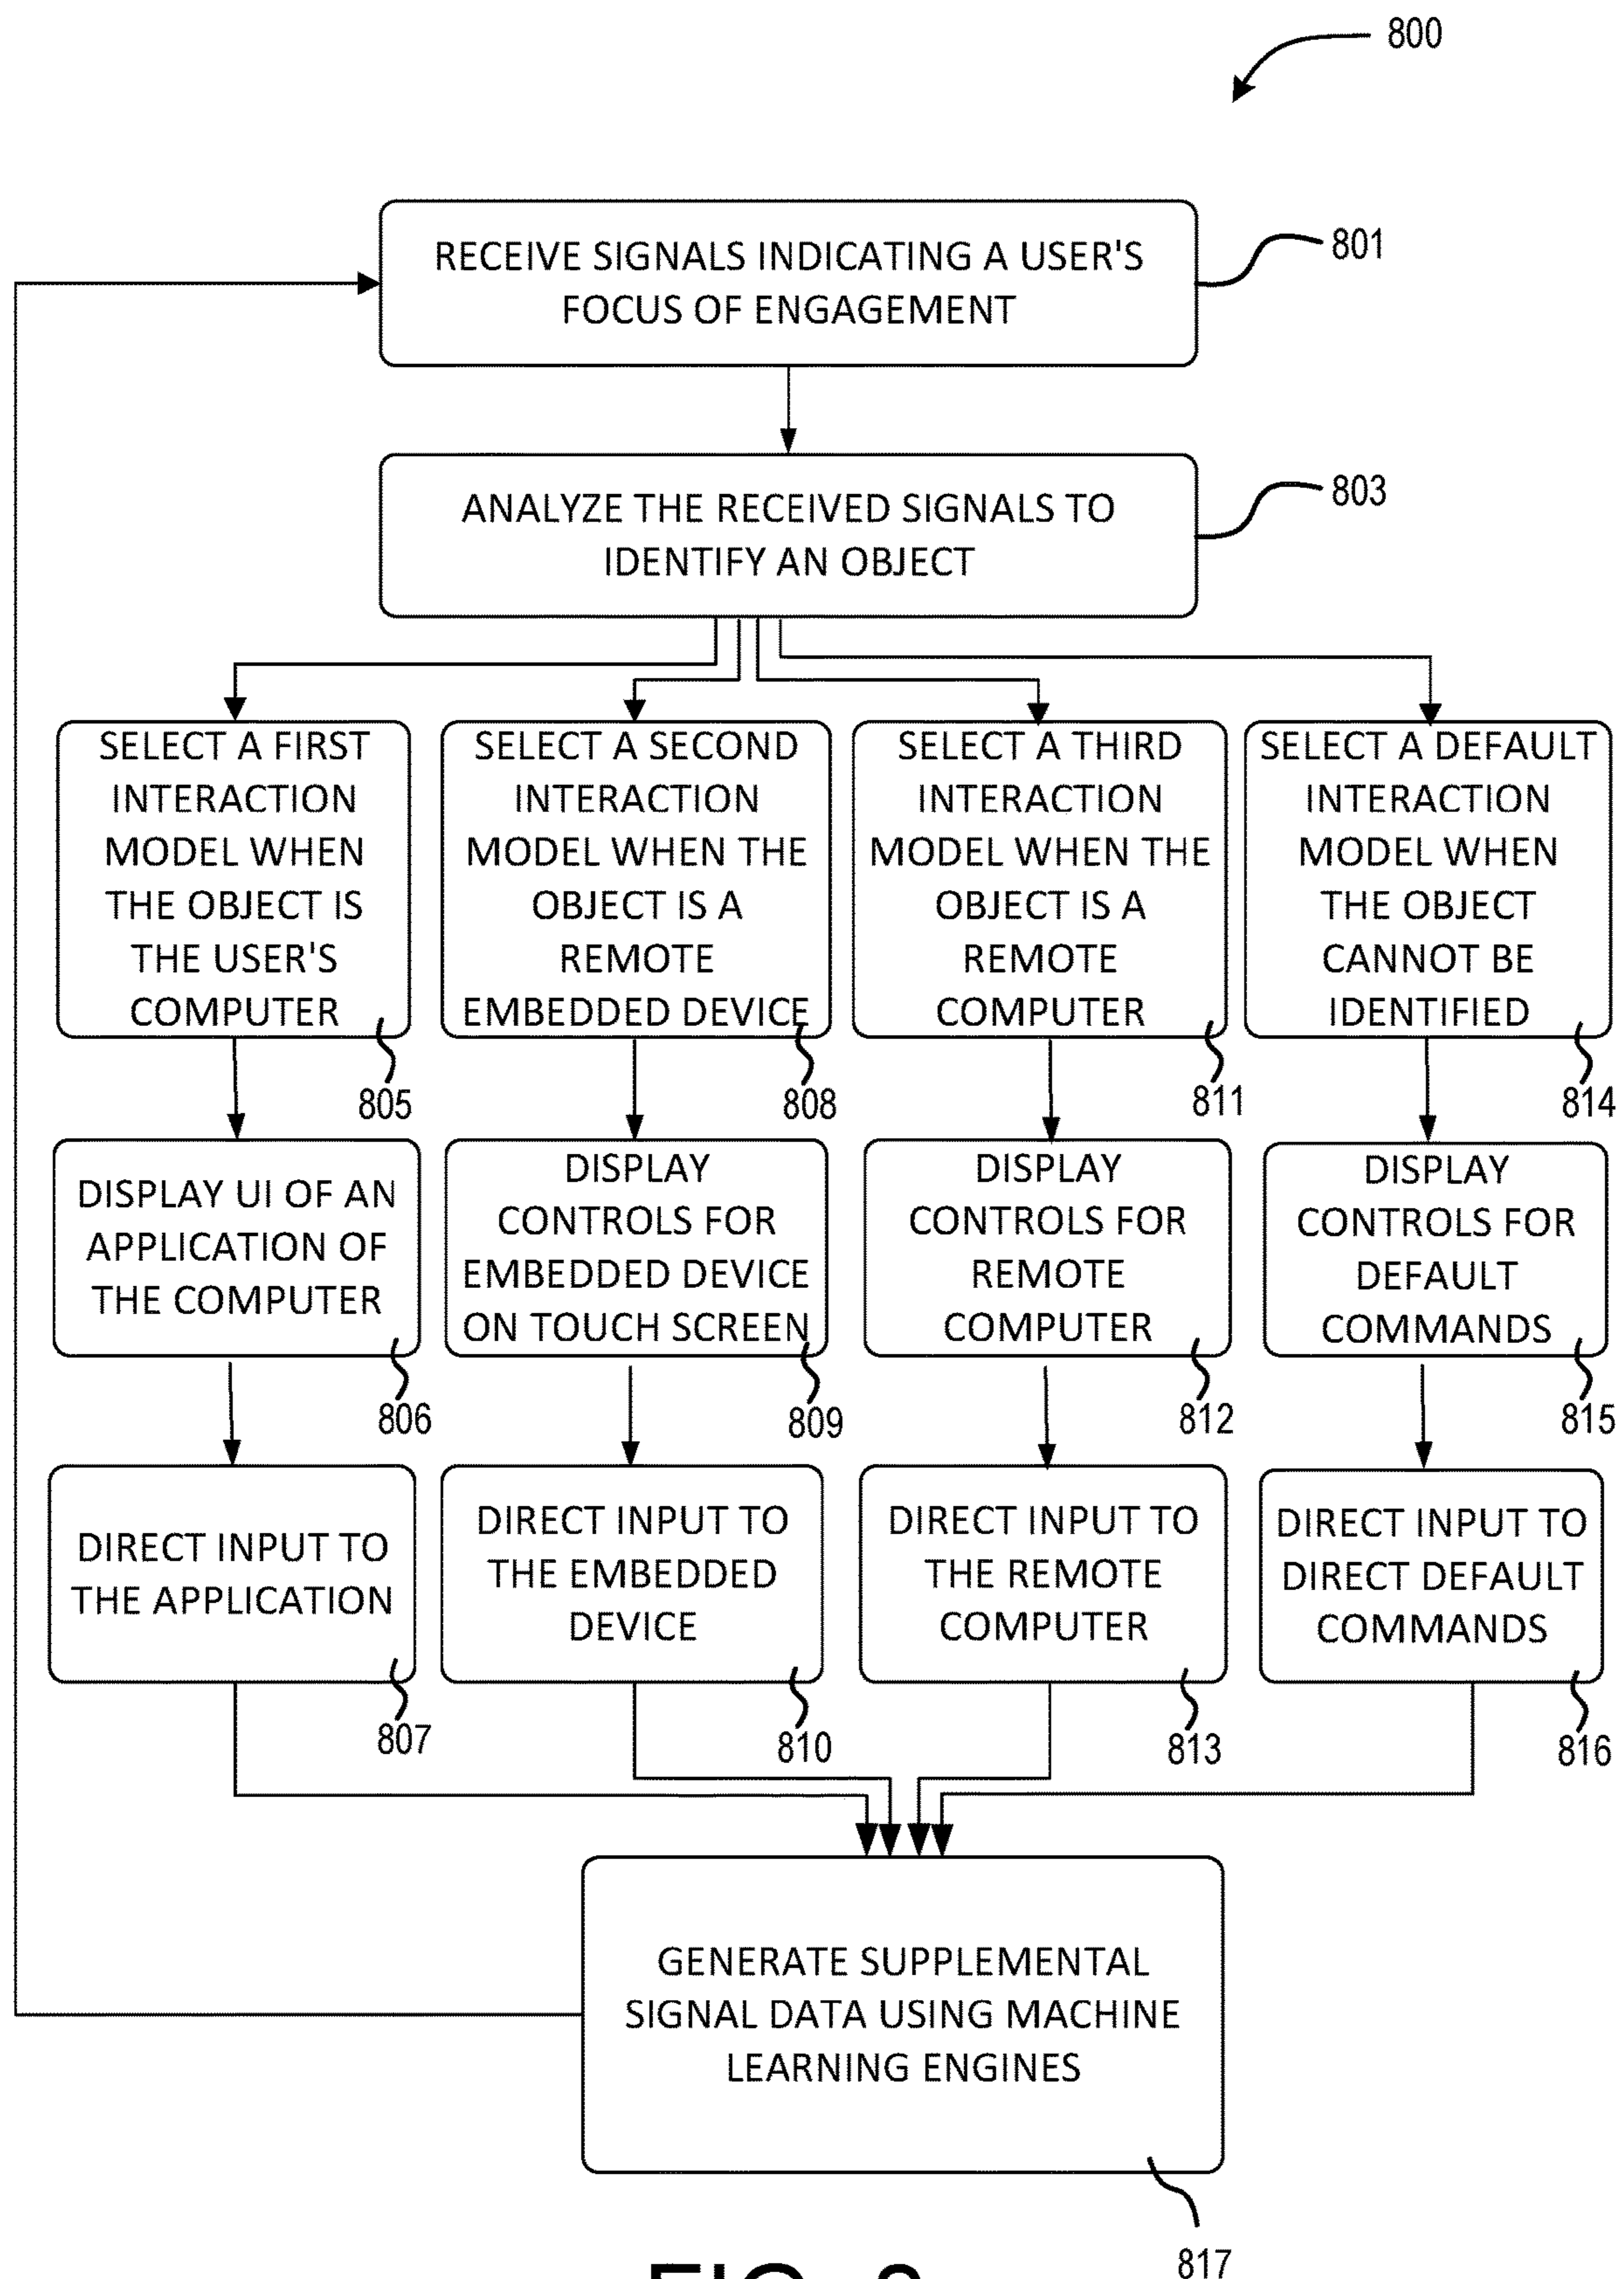 800
RECEIVE SIGNALS INDICATING A USER'S
FOCUS OF ENGAGEMENT
801
ANALYZE THE RECEIVED SIGNALS TO
IDENTIFY AN OBJECT
803
SELECT A FIRST
INTERACTION
MODEL WHEN
THE OBJECT IS
THE USER'S
COMPUTER
805
SELECT A SECOND
INTERACTION
MODEL WHEN THE
OBJECT IS A
REMOTE
EMBEDDED DEVICE
808
SELECT A THIRD
INTERACTION
MODEL WHEN THE
OBJECT IS A
REMOTE
COMPUTER
811
SELECT A DEFAULT
INTERACTION
MODEL WHEN
THE OBJECT
CANNOT BE
IDENTIFIED
814
DISPLAY UI OF AN
APPLICATION OF
THE COMPUTER
806
DISPLAY
CONTROLS FOR
EMBEDDED DEVICE
ON TOUCH SCREEN
809
DISPLAY
CONTROLS FOR
REMOTE
COMPUTER
812
DISPLAY
CONTROLS FOR
DEFAULT
COMMANDS
815
DIRECT INPUT TO
THE APPLICATION
807
DIRECT INPUT TO
THE EMBEDDED
DEVICE
810
DIRECT INPUT TO
THE REMOTE
COMPUTER
813
DIRECT INPUT TO
DIRECT DEFAULT
COMMANDS
816
GENERATE SUPPLEMENTAL
SIGNAL DATA USING MACHINE
LEARNING ENGINES
817
FIG.